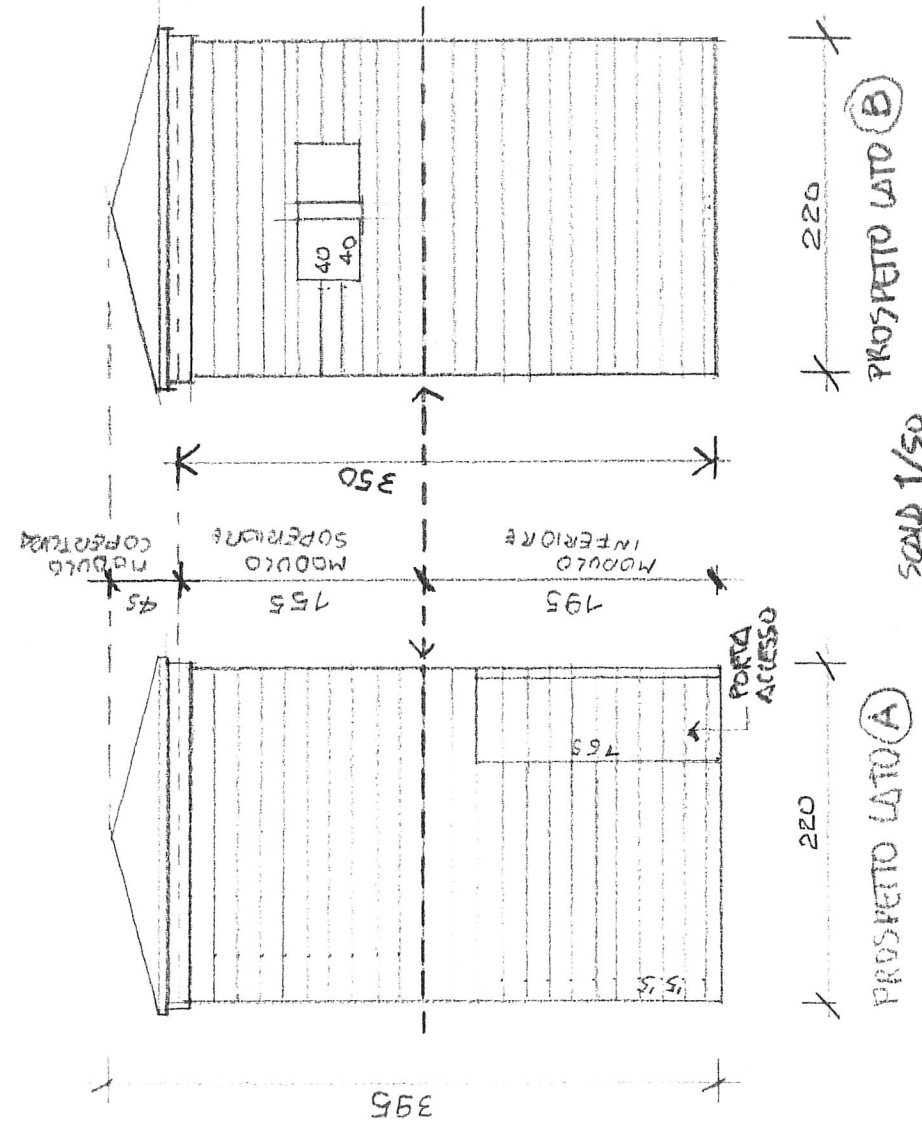 40
40
220
PROSPETTO LATO B
350
MODULO
COPERTURA
45
MODULO
SUPERIORE
155
MODULO
INFERIORE
195
PORTA
ACCESSO
165
220
PROSPETTO LATO A
395
SCALA 1/50